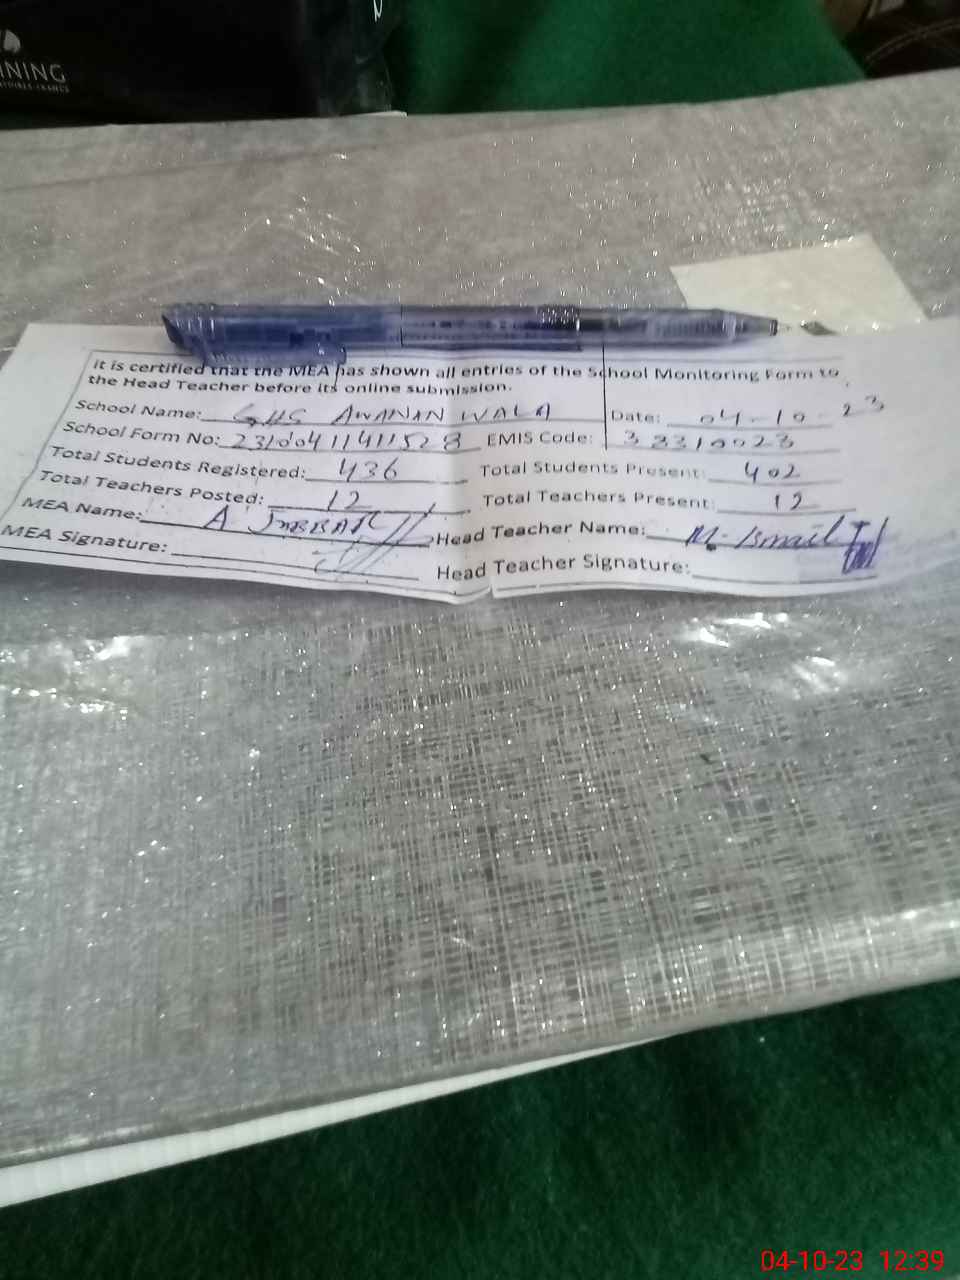 NING
it is certified that the MEA has shown all entries of the School Monitoring Form to
the Head Teacher before its online submission.
School Name: GHS AWANAN WALA Date: 04-10-23
School Form No: EMIS Code: 33310023
Total Students Registered: 436 Total Students Present: 402
Total Teachers Posted: 12 Total Teachers Present: 12
MEA Name: A JABBAR Head Teacher Name: M. Ismail
MEA Signature: Head Teacher Signature:
04-10-23 12:39